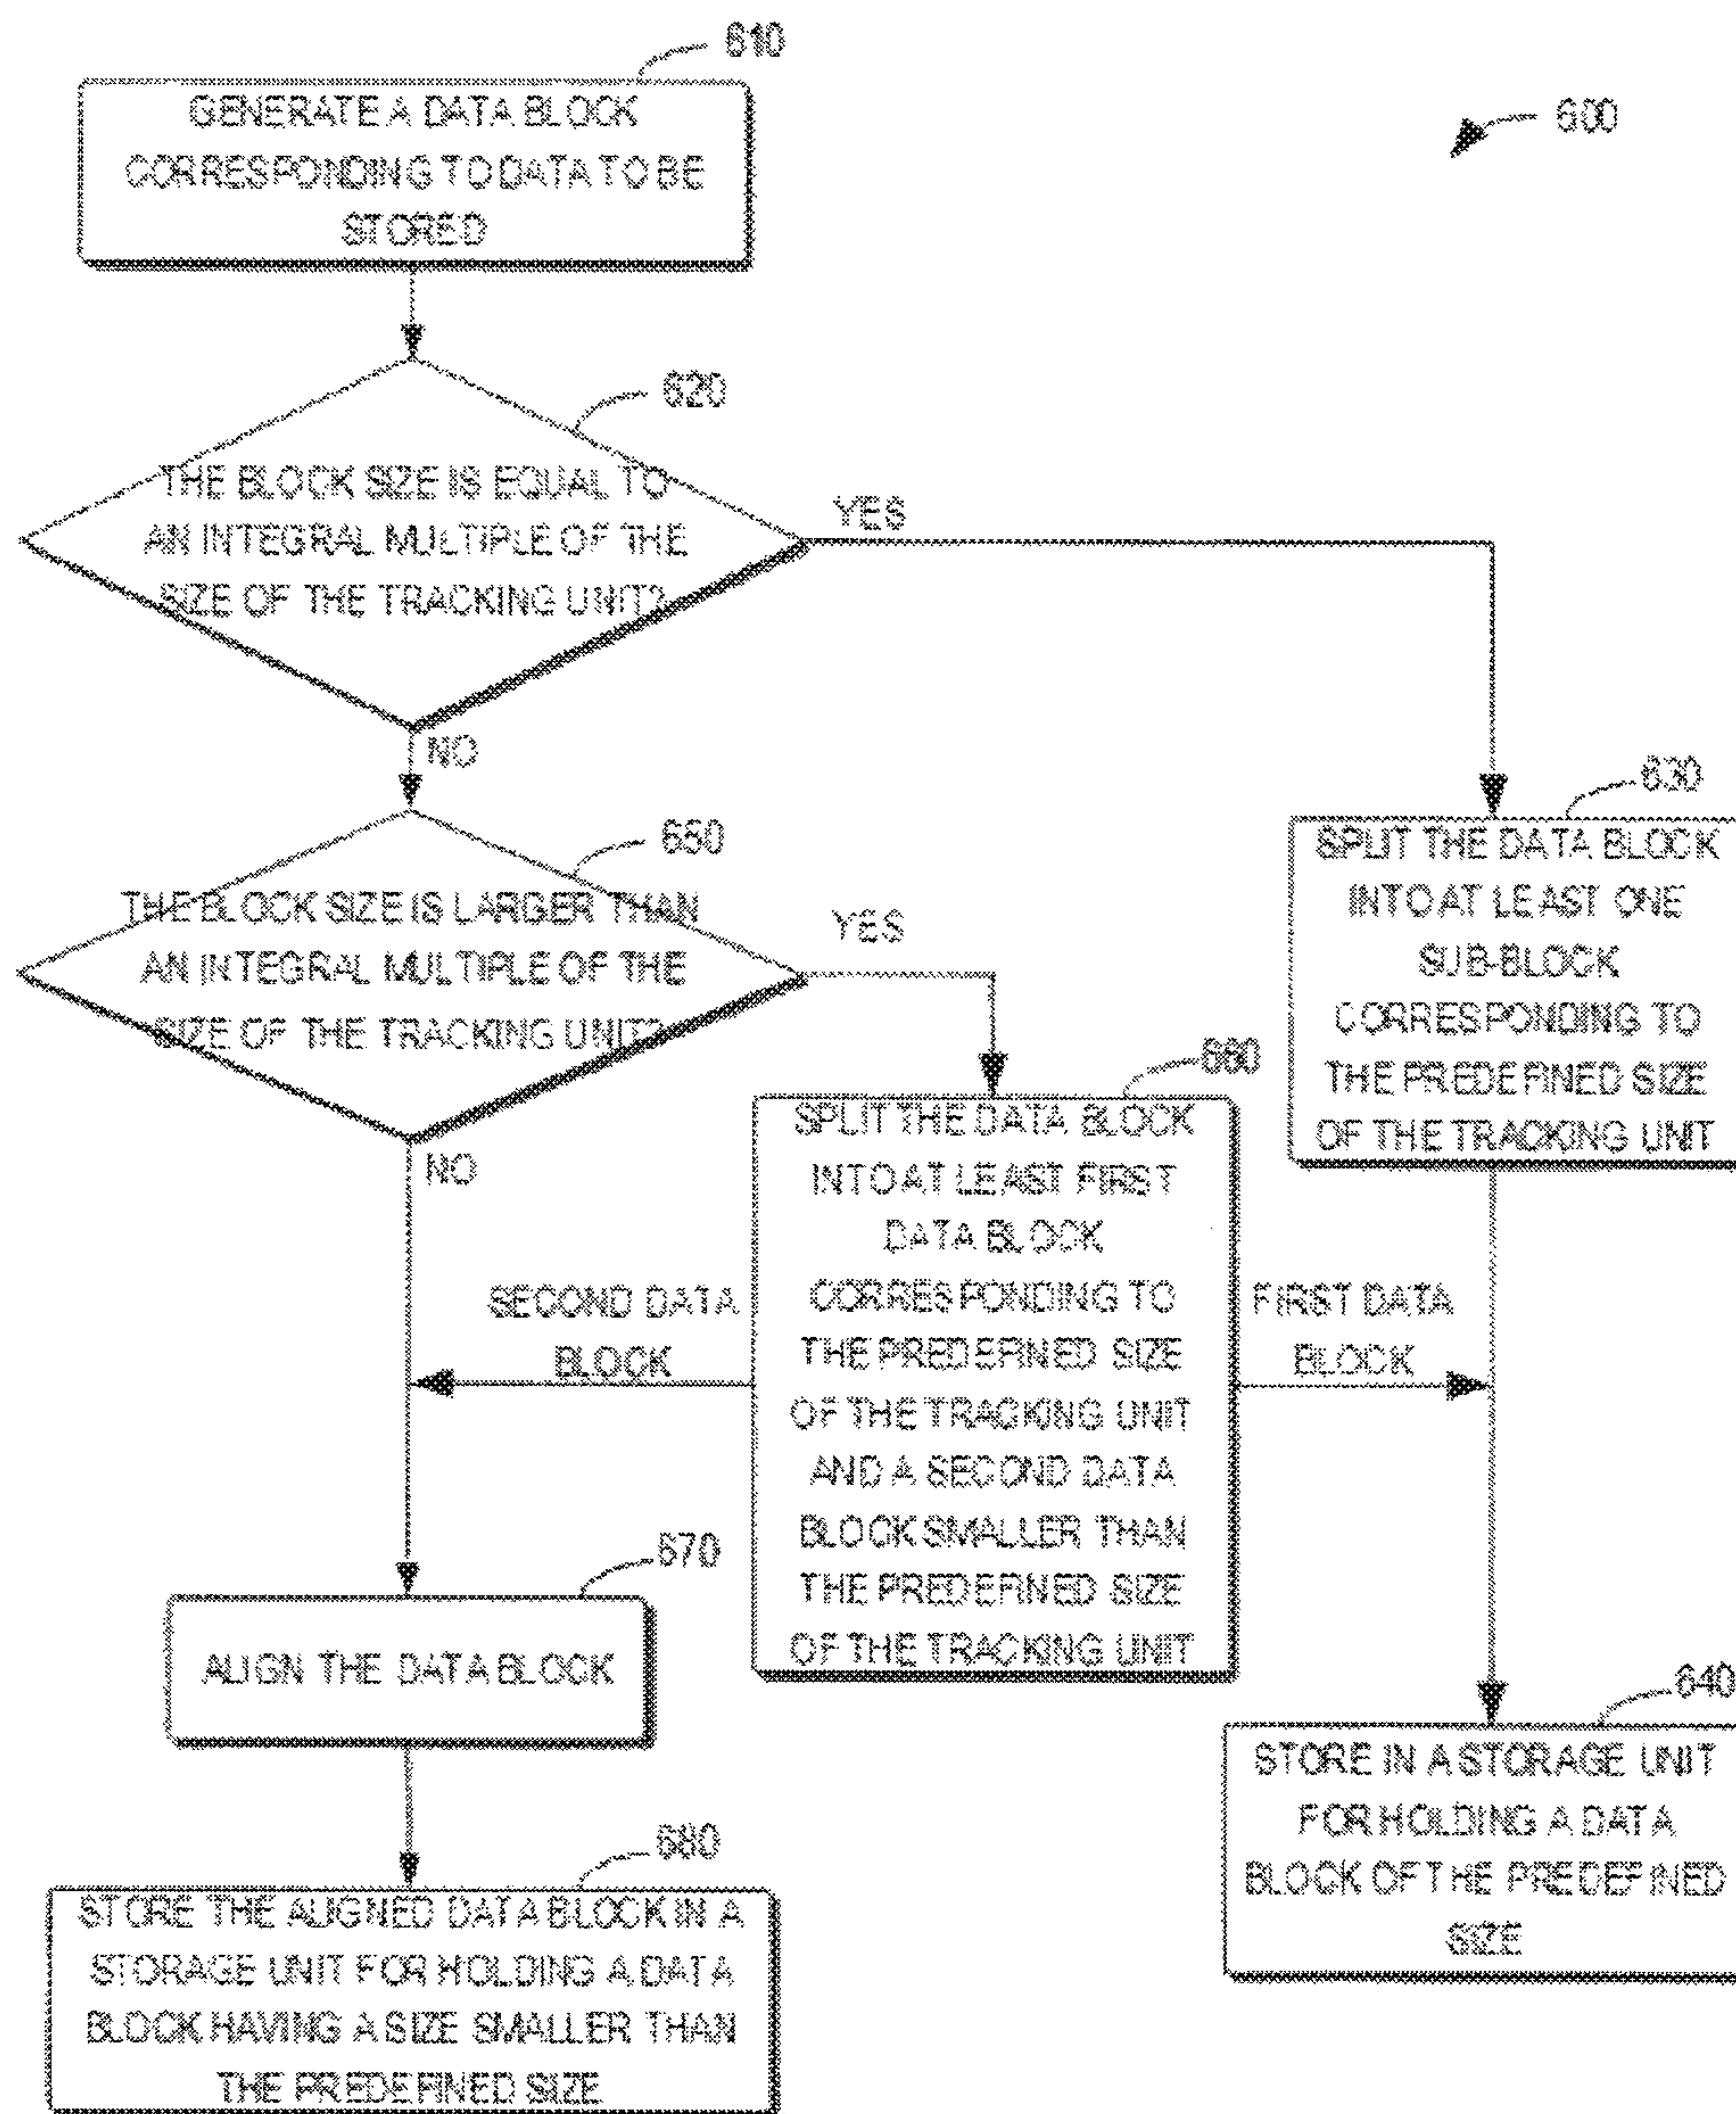 610
600
GENERATE A DATA BLOCK
CORRESPONDING TO DATA TO BE
STORED
620
THE BLOCK SIZE IS EQUAL TO
AN INTEGRAL MULTIPLE OF THE
SIZE OF THE TRACKING UNIT?
YES
NO
630
SPLIT THE DATA BLOCK
INTO AT LEAST ONE
SUB-BLOCK
CORRESPONDING TO
THE PREDEFINED SIZE
OF THE TRACKING UNIT
650
THE BLOCK SIZE IS LARGER THAN
AN INTEGRAL MULTIPLE OF THE
SIZE OF THE TRACKING UNIT?
YES
NO
660
SPLIT THE DATA BLOCK
INTO AT LEAST FIRST
DATA BLOCK
CORRESPONDING TO
THE PREDEFINED SIZE
OF THE TRACKING UNIT
AND A SECOND DATA
BLOCK SMALLER THAN
THE PREDEFINED SIZE
OF THE TRACKING UNIT
SECOND DATA
BLOCK
FIRST DATA
BLOCK
670
ALIGN THE DATA BLOCK
640
STORE IN A STORAGE UNIT
FOR HOLDING A DATA
BLOCK OF THE PREDEFINED
SIZE
680
STORE THE ALIGNED DATA BLOCK IN A
STORAGE UNIT FOR HOLDING A DATA
BLOCK HAVING A SIZE SMALLER THAN
THE PREDEFINED SIZE